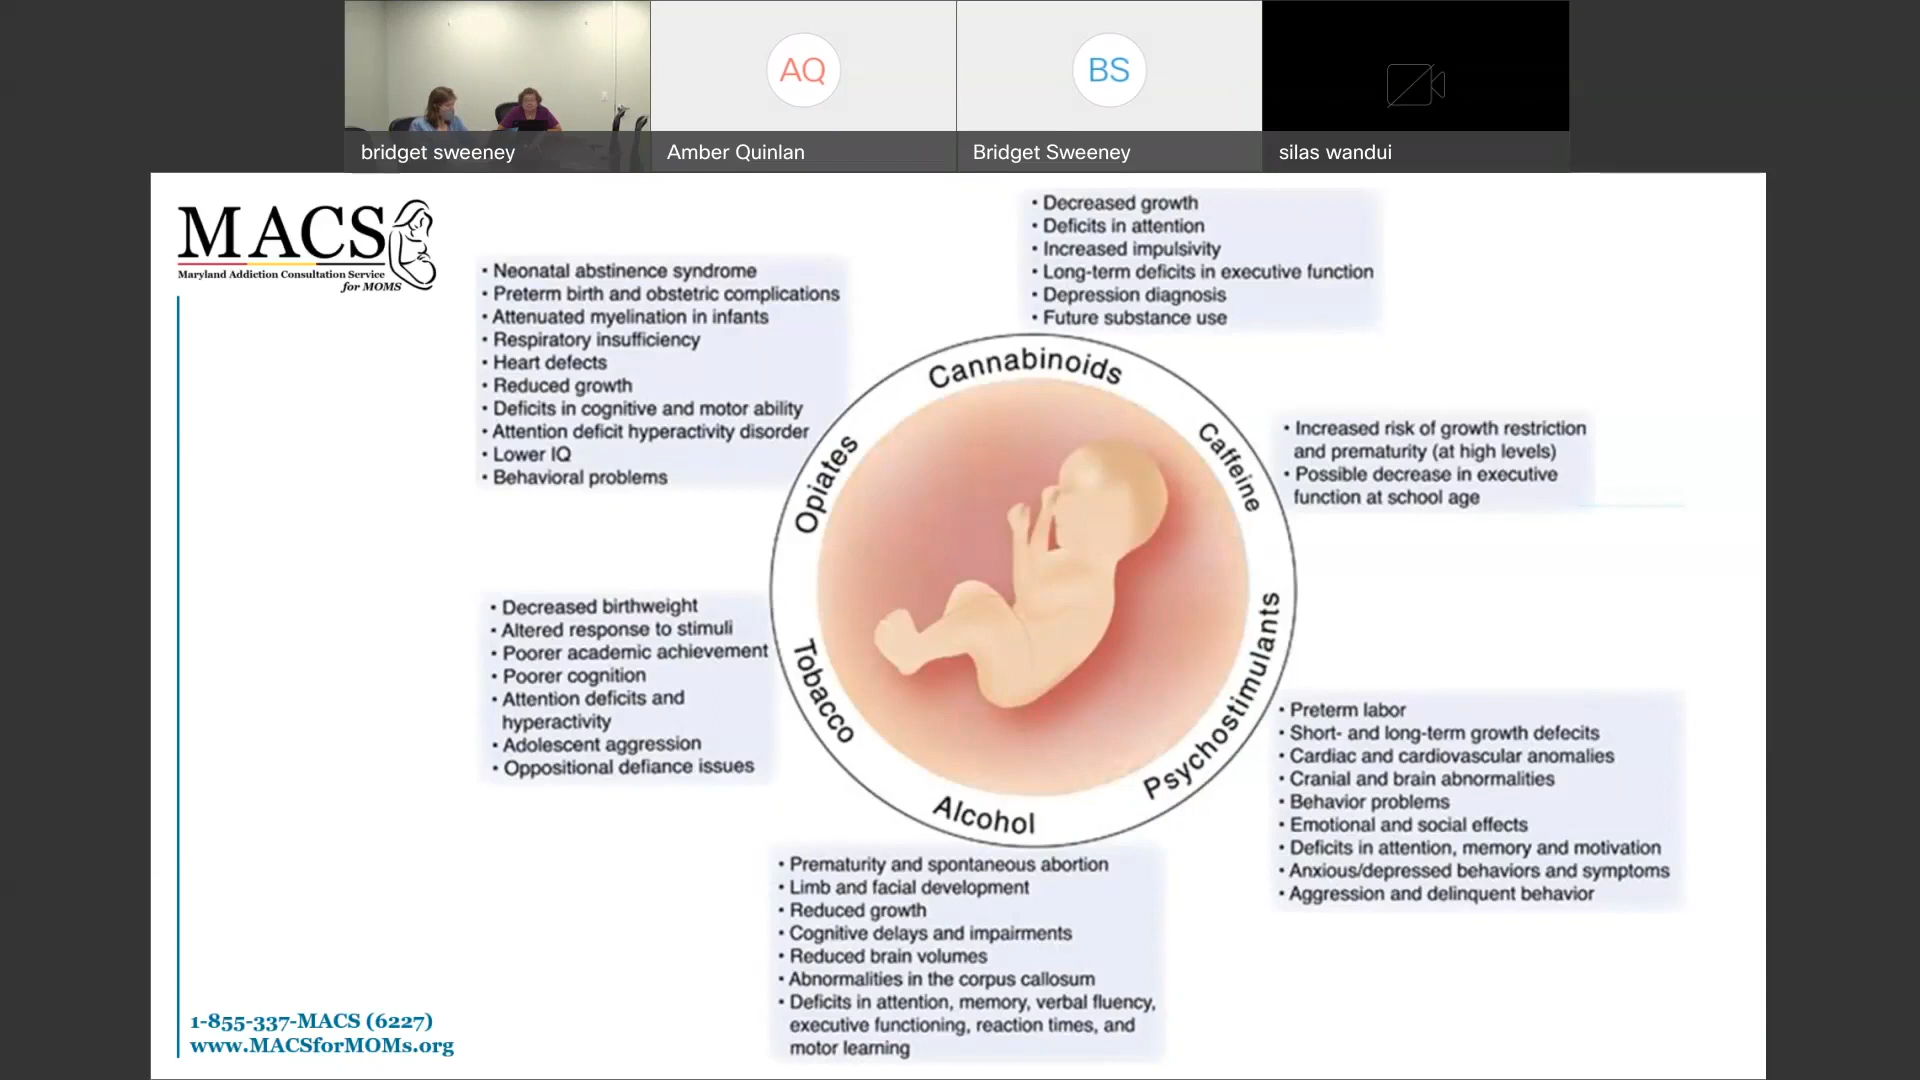 AQ
BS
bridget sweeney
Amber Quinlan
Bridget Sweeney
silas wandui
MACS
Maryland Addiction Consultation Service
for MOMS
• Decreased growth
• Deficits in attention
• Increased impulsivity
• Long-term deficits in executive function
• Depression diagnosis
• Future substance use
• Neonatal abstinence syndrome
• Preterm birth and obstetric complications
• Attenuated myelination in infants
• Respiratory insufficiency
• Heart defects
• Reduced growth
• Deficits in cognitive and motor ability
• Attention deficit hyperactivity disorder
• Lower IQ
• Behavioral problems
Cannabinoids
Opiates
Caffeine
• Increased risk of growth restriction
and prematurity (at high levels)
• Possible decrease in executive
function at school age
• Decreased birthweight
• Altered response to stimuli
• Poorer academic achievement
• Poorer cognition
• Attention deficits and
hyperactivity
• Adolescent aggression
• Oppositional defiance issues
Tobacco
Psychostimulants
Alcohol
• Preterm labor
• Short- and long-term growth defecits
• Cardiac and cardiovascular anomalies
• Cranial and brain abnormalities
• Behavior problems
• Emotional and social effects
• Deficits in attention, memory and motivation
• Anxious/depressed behaviors and symptoms
• Aggression and delinquent behavior
• Prematurity and spontaneous abortion
• Limb and facial development
• Reduced growth
• Cognitive delays and impairments
• Reduced brain volumes
• Abnormalities in the corpus callosum
• Deficits in attention, memory, verbal fluency,
executive functioning, reaction times, and
motor learning
1-855-337-MACS (6227)
www.MACSforMOMs.org